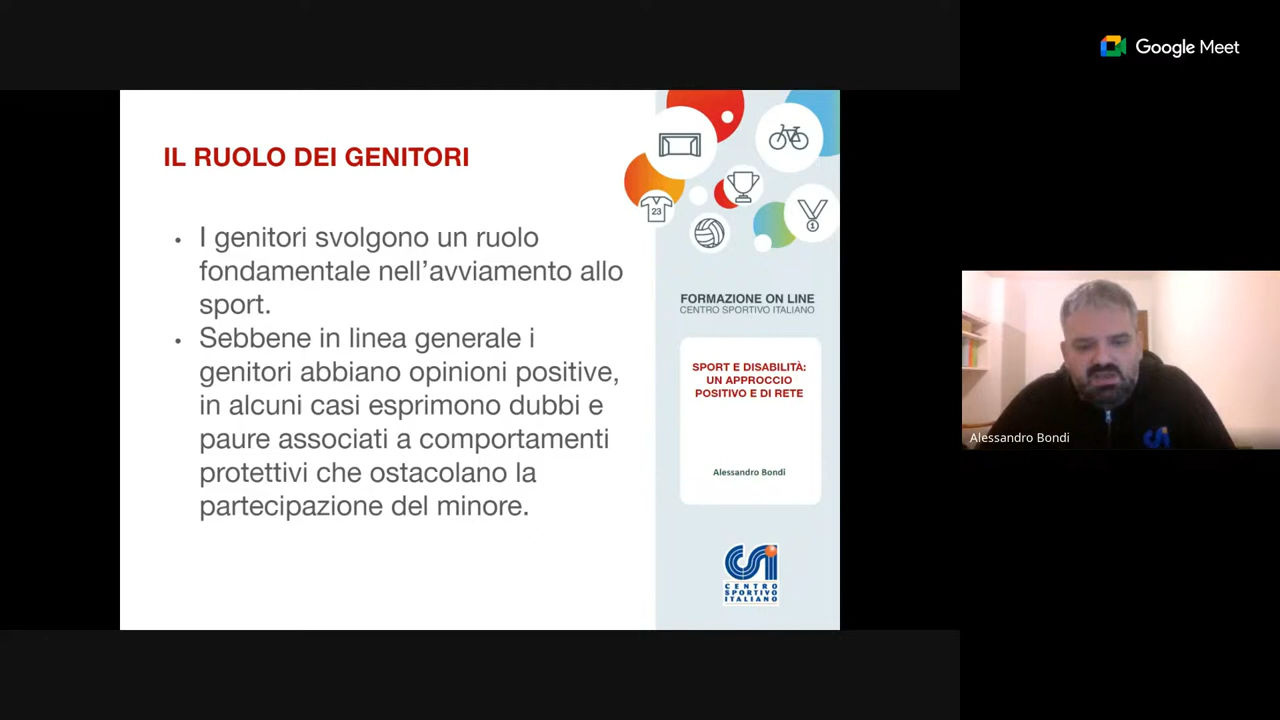 Google Meet
IL RUOLO DEI GENITORI
• I genitori svolgono un ruolo
fondamentale nell’avviamento allo
sport.
• Sebbene in linea generale i
genitori abbiano opinioni positive,
in alcuni casi esprimono dubbi e
paure associati a comportamenti
protettivi che ostacolano la
partecipazione del minore.
23
1
FORMAZIONE ON LINE
CENTRO SPORTIVO ITALIANO
SPORT E DISABILITÀ:
UN APPROCCIO
POSITIVO E DI RETE
Alessandro Bondi
CSI
CENTRO
SPORTIVO
ITALIANO
Alessandro Bondi